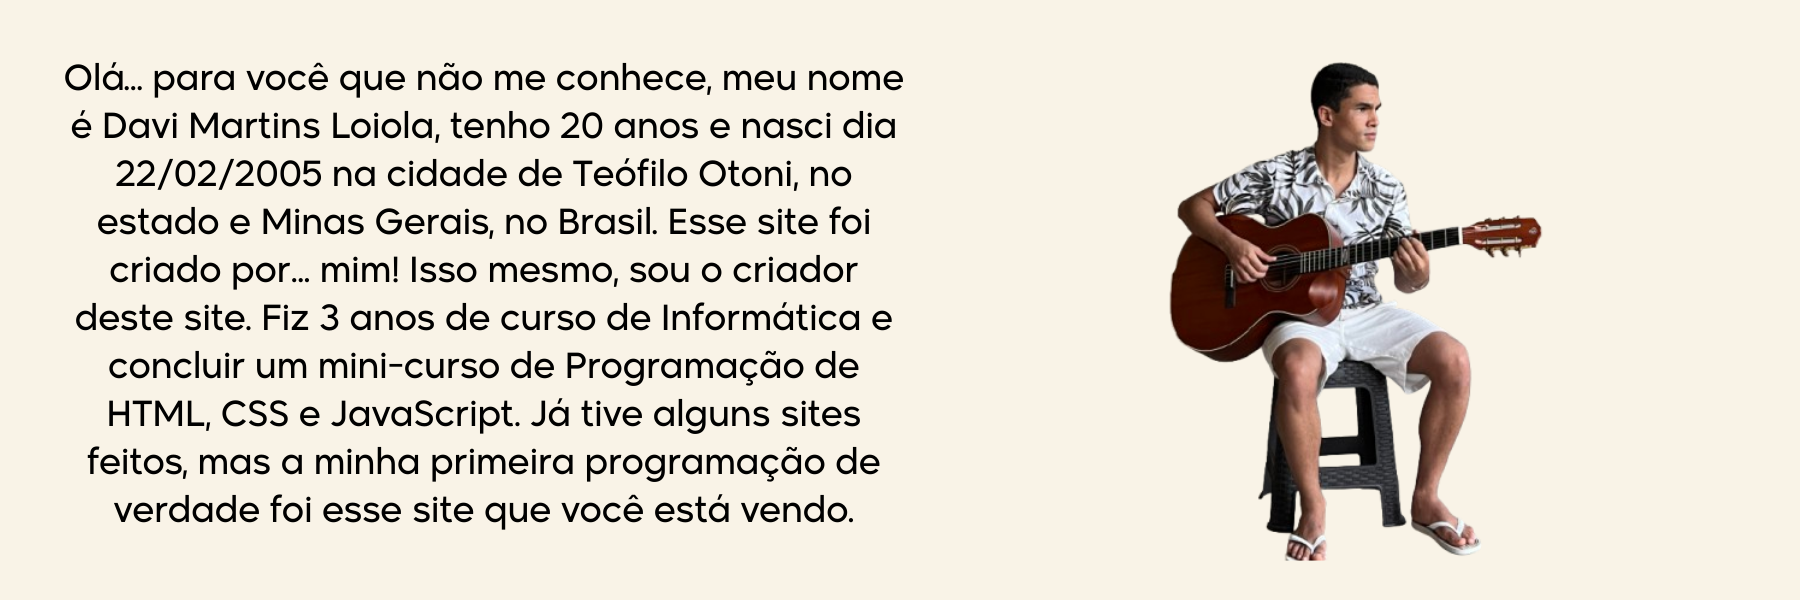 Olá... para você que não me conhece, meu nome
é Davi Martins Loiola, tenho 20 anos e nasci dia
22/02/2005 na cidade de Teófilo Otoni, no
estado e Minas Gerais, no Brasil. Esse site foi
criado por... mim! Isso mesmo, sou o criador
deste site. Fiz 3 anos de curso de Informática e
concluir um mini-curso de Programação de
HTML, CSS e JavaScript. Já tive alguns sites
feitos, mas a minha primeira programação de
verdade foi esse site que você está vendo.